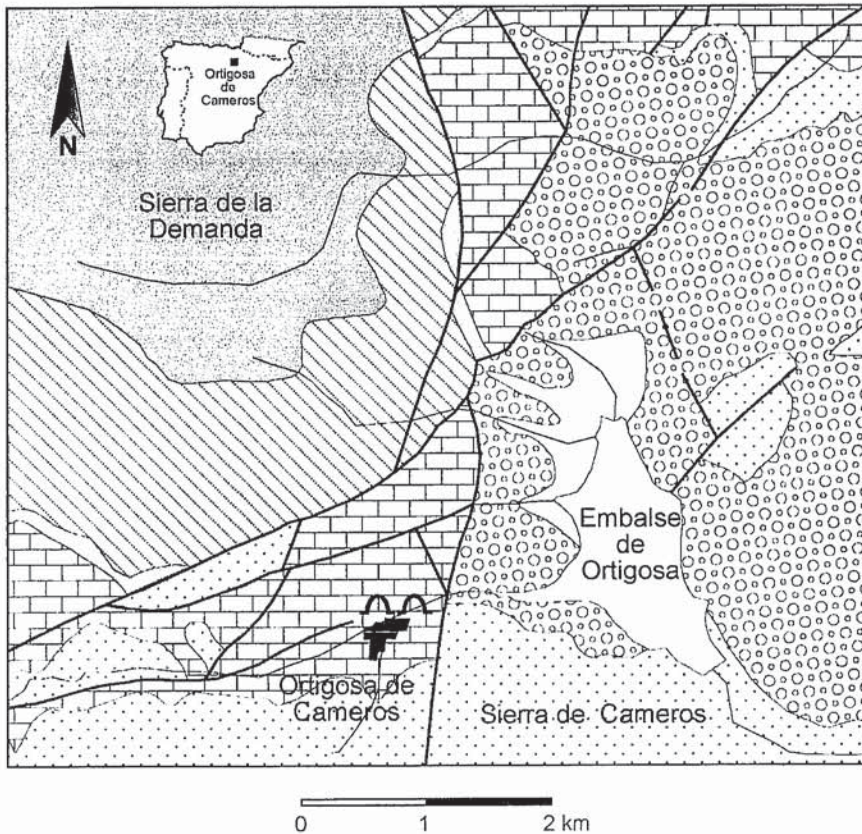 Ortigosa
de
Cameros
N
Sierra de la
Demanda
Embalse
de
Ortigosa
Ortigosa de
Cameros
Sierra de Cameros
0 1 2 km